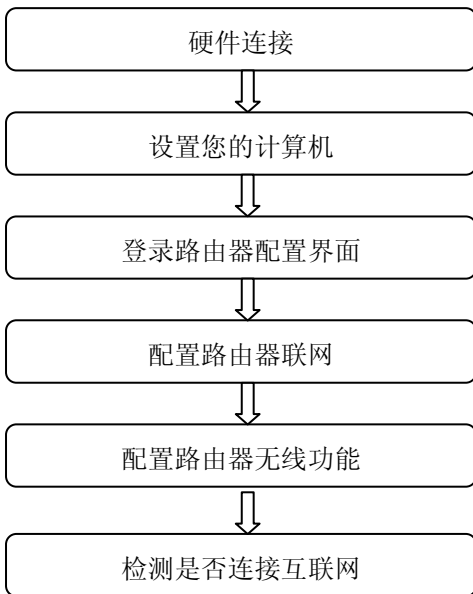 硬件连接
设置您的计算机
登录路由器配置界面
配置路由器联网
配置路由器无线功能
检测是否连接互联网